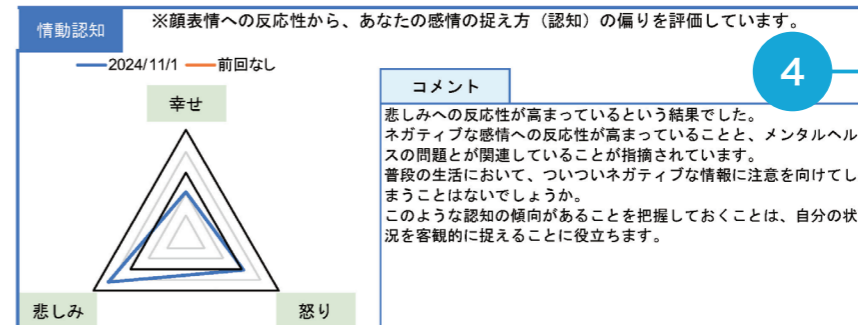 情動認知
※顔表情への反応性から、あなたの感情の捉え方（認知）の偏りを評価しています。
2024/11/1
前回なし
4
コメント
幸せ
悲しみへの反応性が高まっているという結果でした。
ネガティブな感情への反応性が高まっていることと、メンタルヘル
スの問題とが関連していることが指摘されています。
普段の生活において、ついついネガティブな情報に注意を向けてし
まうことはないでしょうか。
このような認知の傾向があることを把握しておくことは、自分の状
況を客観的に捉えることに役立ちます。
悲しみ
怒り